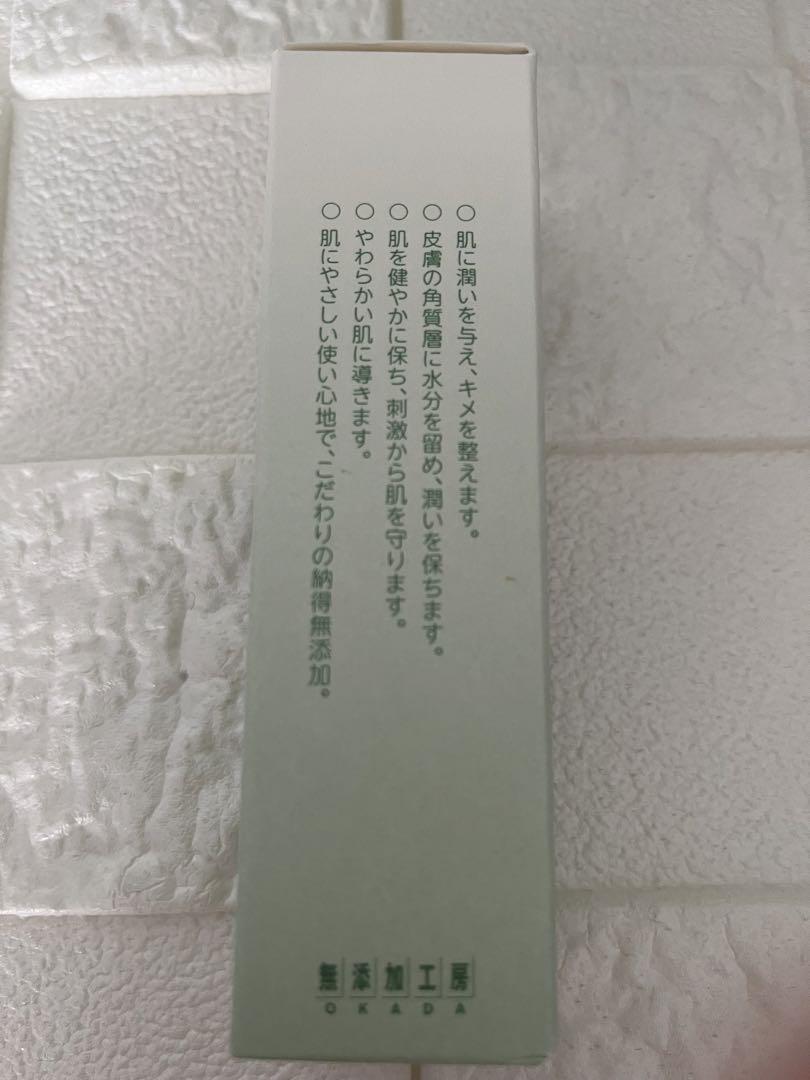 ○ 肌に潤いを与え、キメを整えます。
○ 皮膚の角質層に水分を留め、潤いを保ちます。
○ 肌を健やかに保ち、刺激から肌を守ります。
○ やわらかい肌に導きます。
○ 肌にやさしい使い心地で、こだわりの納得無添加。
無添加工房
OKADA